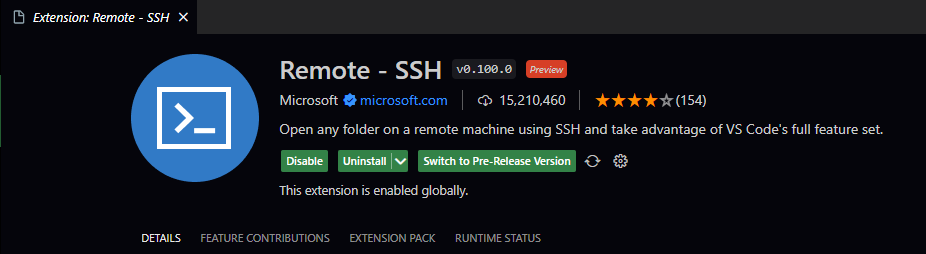 Extension: Remote - SSH
Remote - SSH v0.100.0 Preview
Microsoft microsoft.com 15,210,460 (154)
Open any folder on a remote machine using SSH and take advantage of VS Code's full feature set.
Disable Uninstall Switch to Pre-Release Version
This extension is enabled globally.
DETAILS FEATURE CONTRIBUTIONS EXTENSION PACK RUNTIME STATUS